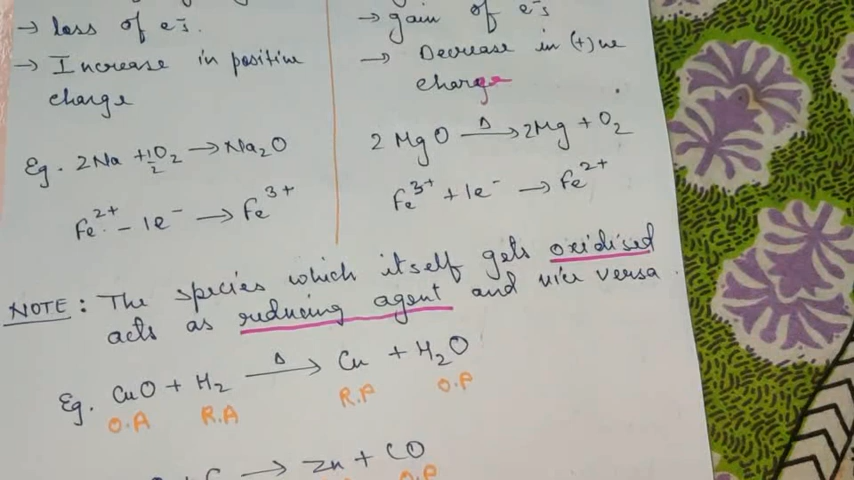 → loss of e⁻s.
→ Increase in positive
charge
Eg. 2Na + 1/2 O₂ → Na₂O
Fe²⁺ - 1e⁻ → Fe³⁺
→ gain of e⁻s
→ Decrease in (+)ve
charge
2 MgO —Δ→ 2Mg + O₂
Fe³⁺ + 1e⁻ → Fe²⁺
NOTE : The species which itself gets oxidised
acts as reducing agent and vice versa.
Eg. CuO + H₂ —Δ→ Cu + H₂O
O.A R.A R.P O.P
→ Zn + CO
O.P